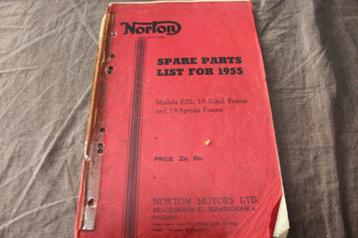 Norton
SPARE PARTS
LIST FOR 1955
Models ES2, 19 Rigid Frame
and 19 Spring Frame
PRICE 2s. 6D.
NORTON MOTORS LTD.
BRACEBRIDGE ST., BIRMINGHAM, 6
ENGLAND